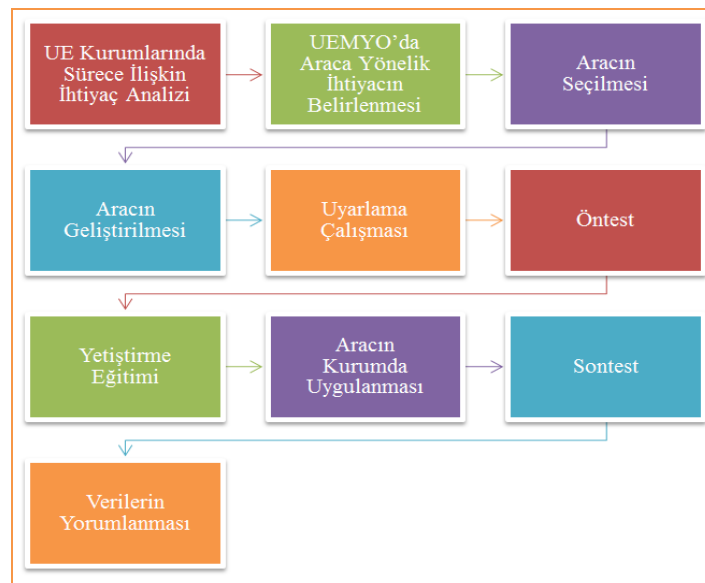 UE Kurumlarında
Sürece İlişkin
İhtiyaç Analizi
UEMYO’da
Araca Yönelik
İhtiyacın
Belirlenmesi
Aracın
Seçilmesi
Aracın
Geliştirilmesi
Uyarlama
Çalışması
Öntest
Yetiştirme
Eğitimi
Aracın
Kurumda
Uygulanması
Sontest
Verilerin
Yorumlanması